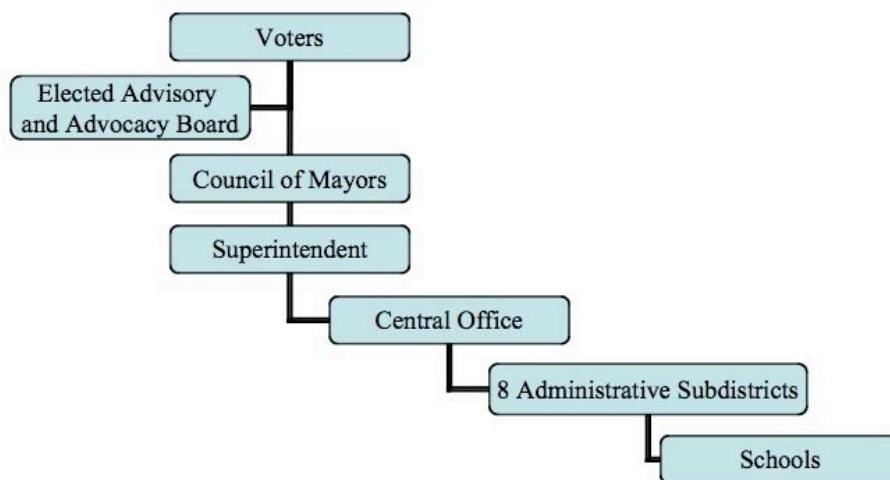 Voters
Elected Advisory
and Advocacy Board
Council of Mayors
Superintendent
Central Office
8 Administrative Subdistricts
Schools